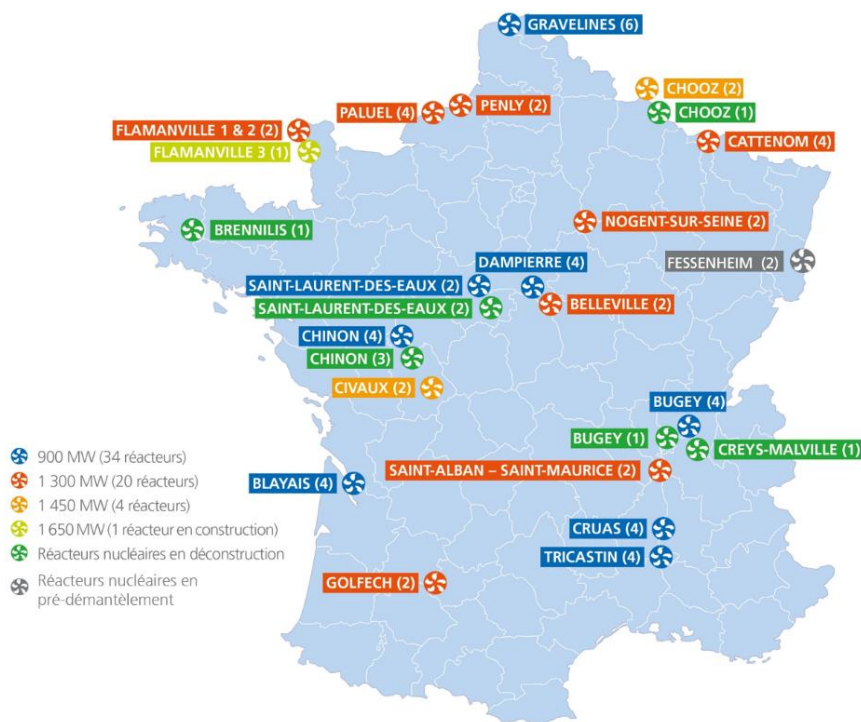 GRAVELINES (6)
CHOOZ (2)
PENLY (2)
PALUEL (4)
CHOOZ (1)
FLAMANVILLE 1 & 2 (2)
CATTENOM (4)
FLAMANVILLE 3 (1)
NOGENT-SUR-SEINE (2)
BRENNILIS (1)
DAMPIERRE (4)
FESSENHEIM (2)
SAINT-LAURENT-DES-EAUX (2)
SAINT-LAURENT-DES-EAUX (2)
BELLEVILLE (2)
CHINON (4)
CHINON (3)
CIVAUX (2)
BUGEY (4)
BUGEY (1)
CREYS-MALVILLE (1)
SAINT-ALBAN – SAINT-MAURICE (2)
BLAYAIS (4)
CRUAS (4)
TRICASTIN (4)
GOLFECH (2)
900 MW (34 réacteurs)
1 300 MW (20 réacteurs)
1 450 MW (4 réacteurs)
1 650 MW (1 réacteur en construction)
Réacteurs nucléaires en déconstruction
Réacteurs nucléaires en
pré-démantèlement